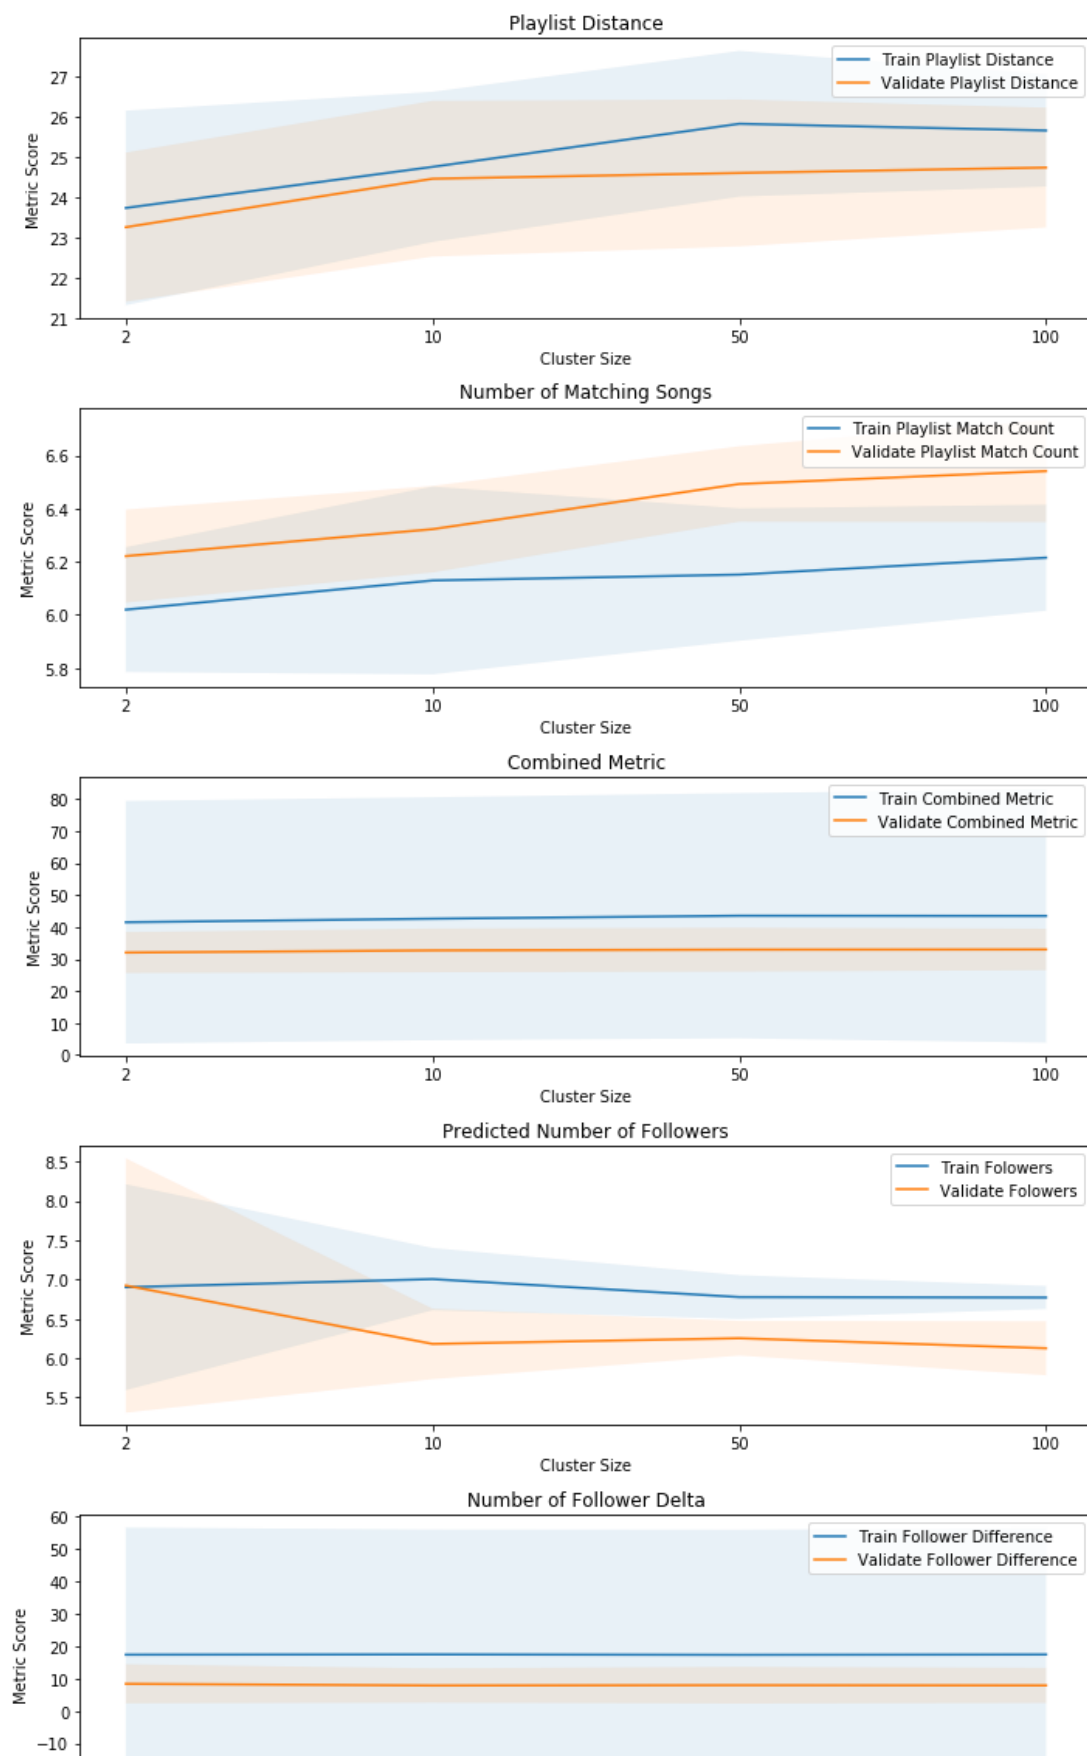 Playlist Distance
Train Playlist Distance
Validate Playlist Distance
27
26
25
24
23
22
21
Metric Score
2 10 50 100
Cluster Size
Number of Matching Songs
Train Playlist Match Count
Validate Playlist Match Count
6.6
6.4
6.2
6.0
5.8
Metric Score
2 10 50 100
Cluster Size
Combined Metric
Train Combined Metric
Validate Combined Metric
80
70
60
50
40
30
20
10
0
Metric Score
2 10 50 100
Cluster Size
Predicted Number of Followers
Train Folowers
Validate Folowers
8.5
8.0
7.5
7.0
6.5
6.0
5.5
Metric Score
2 10 50 100
Cluster Size
Number of Follower Delta
Train Follower Difference
Validate Follower Difference
60
50
40
30
20
10
0
−10
Metric Score